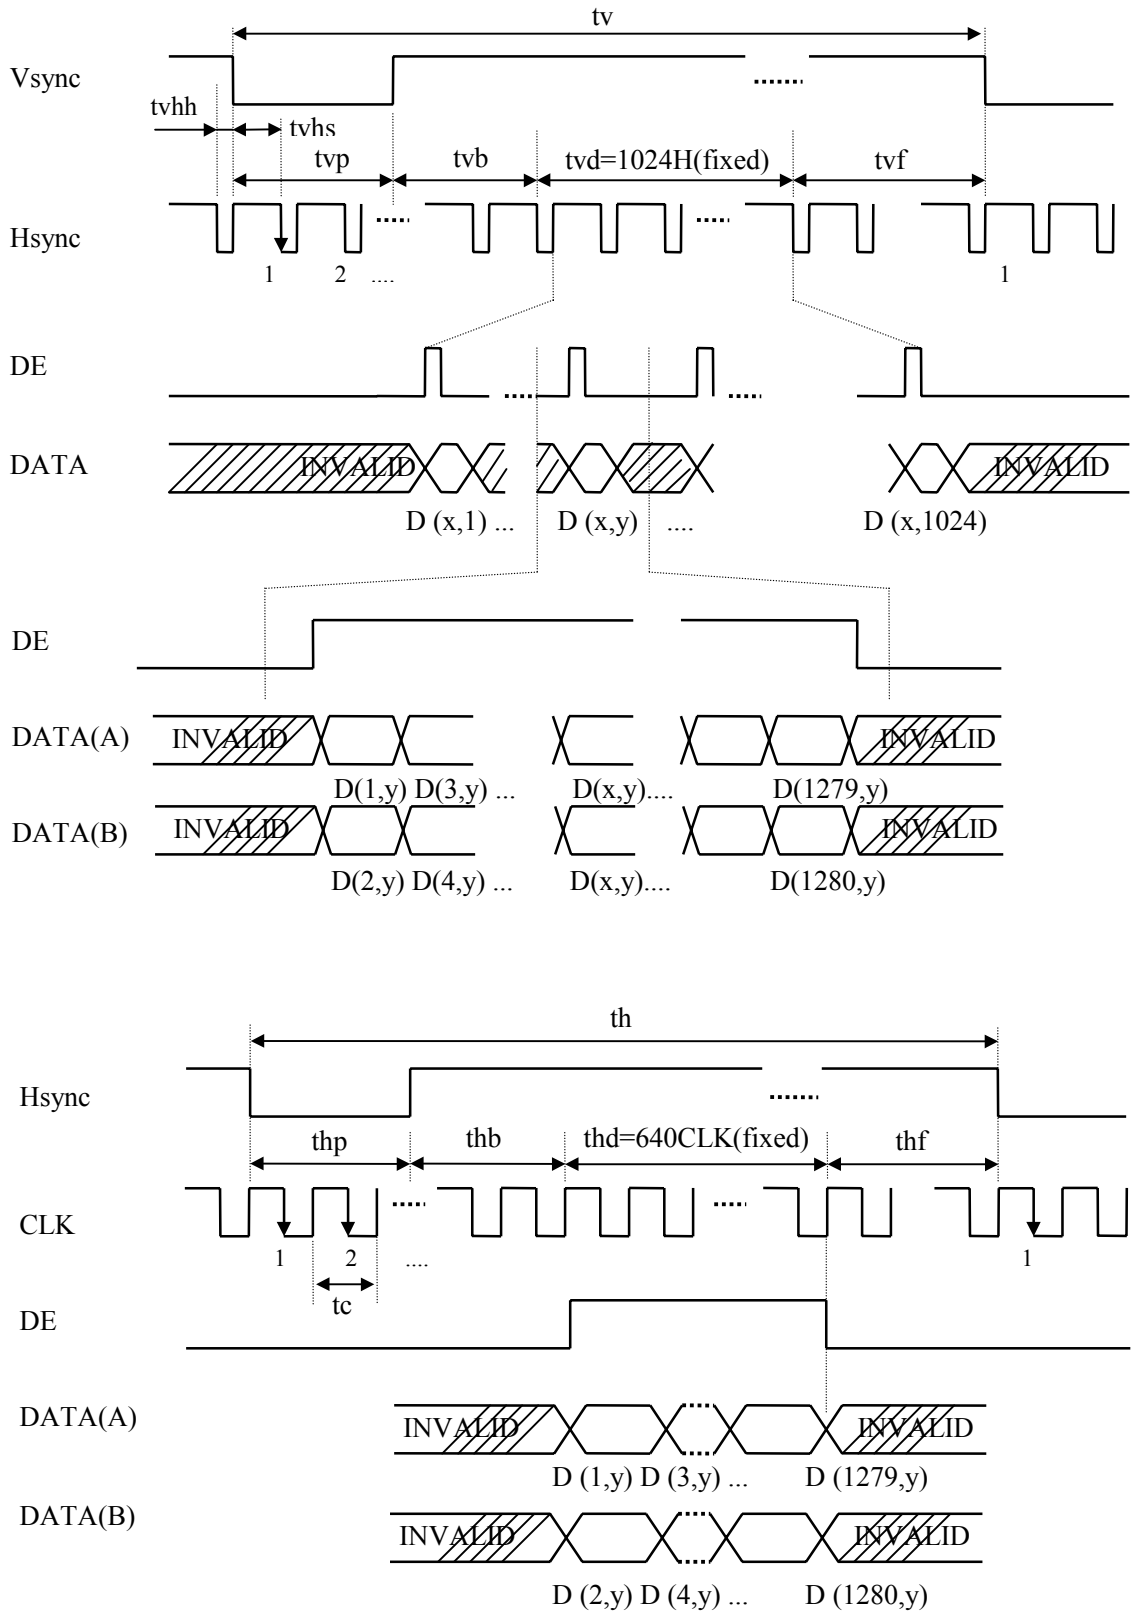 tv
Vsync
tvhh
tvhs
tvp tvb tvd=1024H(fixed) tvf
Hsync
1 2 .... 1
DE
DATA INVALID INVALID
D (x,1) ... D (x,y) .... D (x,1024)
DE
DATA(A) INVALID INVALID
D(1,y) D(3,y) ... D(x,y).... D(1279,y)
DATA(B) INVALID INVALID
D(2,y) D(4,y) ... D(x,y).... D(1280,y)
th
Hsync
thp thb thd=640CLK(fixed) thf
CLK
1 2 .... 1
tc
DE
DATA(A) INVALID INVALID
D (1,y) D (3,y) ... D (1279,y)
DATA(B) INVALID INVALID
D (2,y) D (4,y) ... D (1280,y)